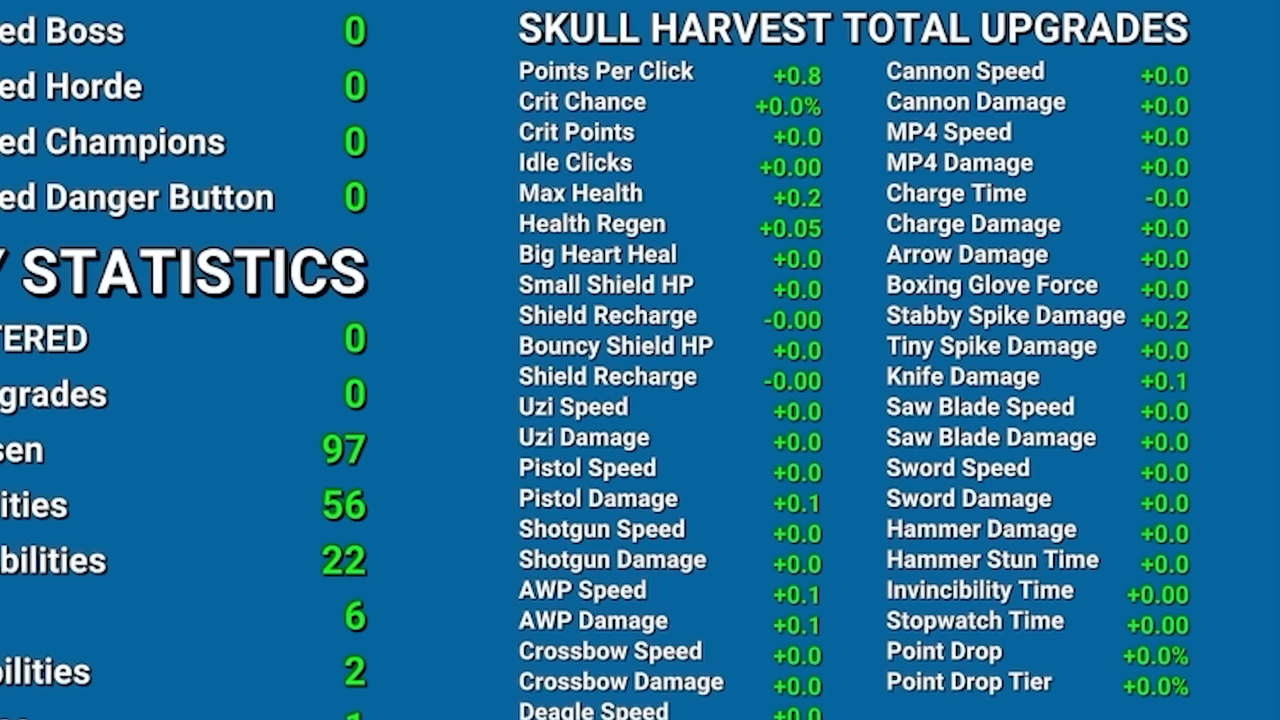 ed Boss 0
ed Horde 0
ed Champions 0
ed Danger Button 0
Y STATISTICS
TERED 0
grades 0
sen 97
ities 56
bilities 22
6
ilities 2
1
SKULL HARVEST TOTAL UPGRADES
Points Per Click +0.8
Crit Chance +0.0%
Crit Points +0.0
Idle Clicks +0.00
Max Health +0.2
Health Regen +0.05
Big Heart Heal +0.0
Small Shield HP +0.0
Shield Recharge -0.00
Bouncy Shield HP +0.0
Shield Recharge -0.00
Uzi Speed +0.0
Uzi Damage +0.0
Pistol Speed +0.0
Pistol Damage +0.1
Shotgun Speed +0.0
Shotgun Damage +0.0
AWP Speed +0.1
AWP Damage +0.1
Crossbow Speed +0.0
Crossbow Damage +0.0
Deagle Speed +0.0
Cannon Speed +0.0
Cannon Damage +0.0
MP4 Speed +0.0
MP4 Damage +0.0
Charge Time -0.0
Charge Damage +0.0
Arrow Damage +0.0
Boxing Glove Force +0.0
Stabby Spike Damage +0.2
Tiny Spike Damage +0.0
Knife Damage +0.1
Saw Blade Speed +0.0
Saw Blade Damage +0.0
Sword Speed +0.0
Sword Damage +0.0
Hammer Damage +0.0
Hammer Stun Time +0.0
Invincibility Time +0.00
Stopwatch Time +0.00
Point Drop +0.0%
Point Drop Tier +0.0%